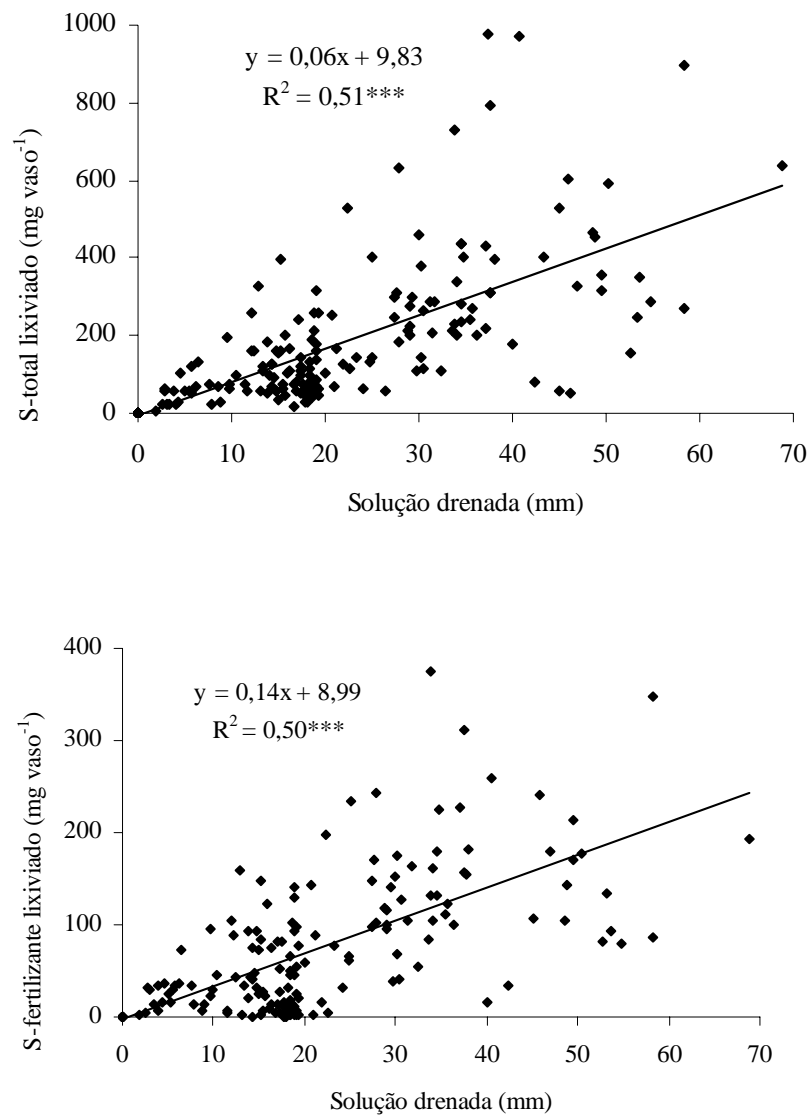 y = 0,06x + 9,83
R² = 0,51***
1000
800
600
400
200
0
S-total lixiviado (mg vaso⁻¹)
0 10 20 30 40 50 60 70
Solução drenada (mm)
y = 0,14x + 8,99
R² = 0,50***
400
300
200
100
0
S-fertilizante lixiviado (mg vaso⁻¹)
0 10 20 30 40 50 60 70
Solução drenada (mm)